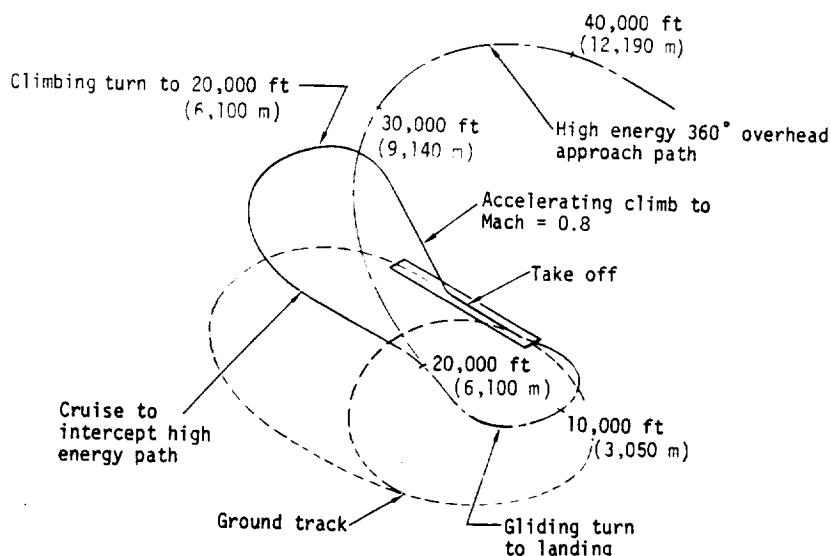 40,000 ft
(12,190 m)
Climbing turn to 20,000 ft
(6,100 m)
30,000 ft
(9,140 m)
High energy 360° overhead
approach path
Accelerating climb to
Mach = 0.8
Take off
20,000 ft
(6,100 m)
10,000 ft
(3,050 m)
Cruise to
intercept high
energy path
Ground track
Gliding turn
to landing